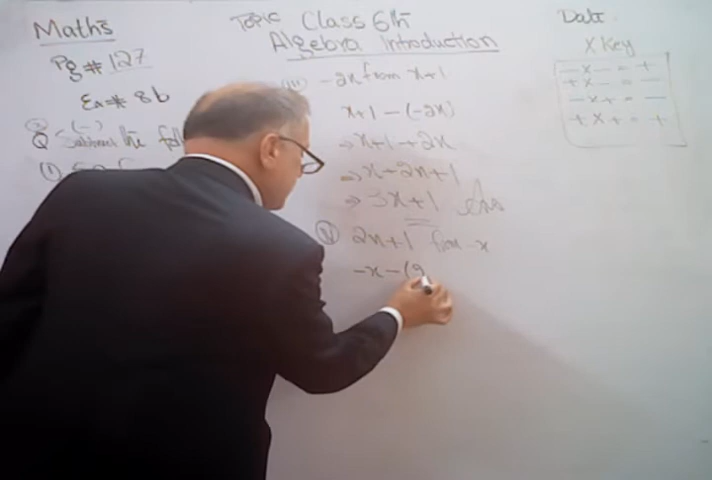 Maths
Pg # 127
Ex # 8b
Q Subtract the
Topic Class 6th
Algebra Introduction
-2x from x+1
x+1 - (-2x)
⇒ x+1+2x
⇒ x+2x+1
⇒ 3x+1 Ans
2x+1 from -x
-x-(2
Date
X Key
- x - = +
+ x - = -
- x + = -
+ x + = +